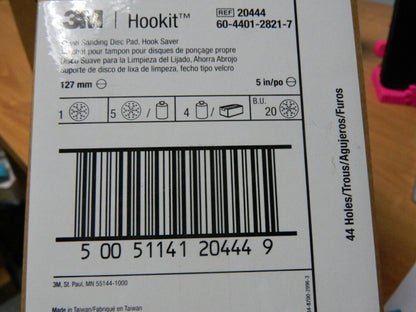 3M | Hookit™
REF 20444
60-4401-2821-7
Sanding Disc Pad, Hook Saver
pour tampon pour disques de ponçage propre
Disco Suave para la Limpieza del Lijado, Ahorra Abrojo
Suporte de disco de lixa de limpeza, fecho tipo velcro
127 mm
5 in/po
1 5 / 4 / B.U. 20
44 Holes/Trous/Agujeros/Furos
5 00 51141 20444 9
3M, St. Paul, MN 55144-1000
Made in Taiwan/Fabriqué en Taiwan